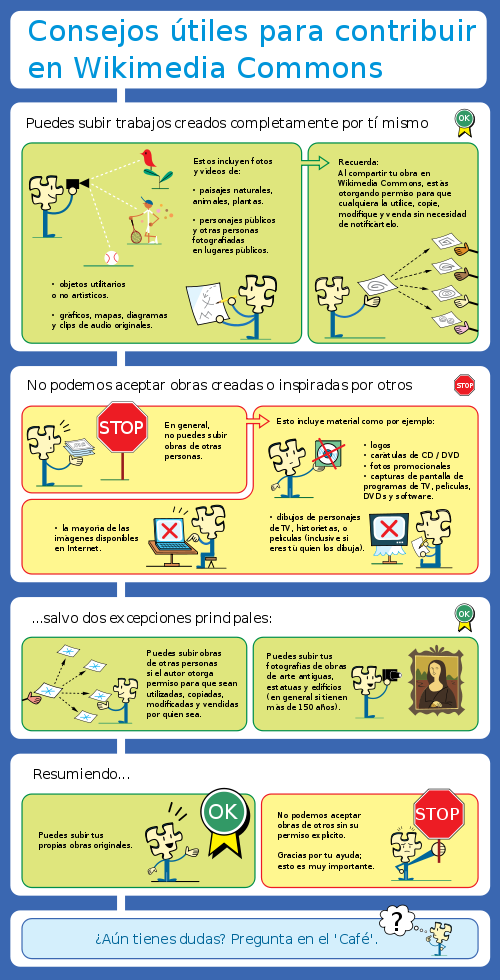 Consejos útiles para contribuir
en Wikimedia Commons
Puedes subir trabajos creados completamente por tí mismo
OK
Estos incluyen fotos
y videos de:
• paisajes naturales,
animales, plantas.
• personajes públicos
y otras personas
fotografiadas
en lugares públicos.
• objetos utilitarios
o no artísticos.
• gráficos, mapas, diagramas
y clips de audio originales.
Recuerda:
Al compartir tu obra en
Wikimedia Commons, estás
otorgando permiso para que
cualquiera la utilice, copie,
modifique y venda sin necesidad
de notificártelo.
No podemos aceptar obras creadas o inspiradas por otros
STOP
STOP
En general,
no puedes subir
obras de otras
personas.
Esto incluye material como por ejemplo:
• logos
• carátulas de CD / DVD
• fotos promocionales
• capturas de pantalla de
programas de TV, películas,
DVDs y software.
• la mayoría de las
imágenes disponibles
en Internet.
• dibujos de personajes
de TV, historietas, o
películas (inclusive si
eres tú quien los dibuja).
...salvo dos excepciones principales:
OK
Puedes subir obras
de otras personas
si el autor otorga
permiso para que sean
utilizadas, copiadas,
modificadas y vendidas
por quien sea.
Puedes subir tus
fotografías de obras
de arte antiguas,
estatuas y edificios
(en general si tienen
más de 150 años).
Resumiendo...
Puedes subir tus
propias obras originales.
OK
No podemos aceptar
obras de otros sin su
permiso explícito.
Gracias por tu ayuda;
esto es muy importante.
STOP
¿Aún tienes dudas? Pregunta en el 'Café'.
?